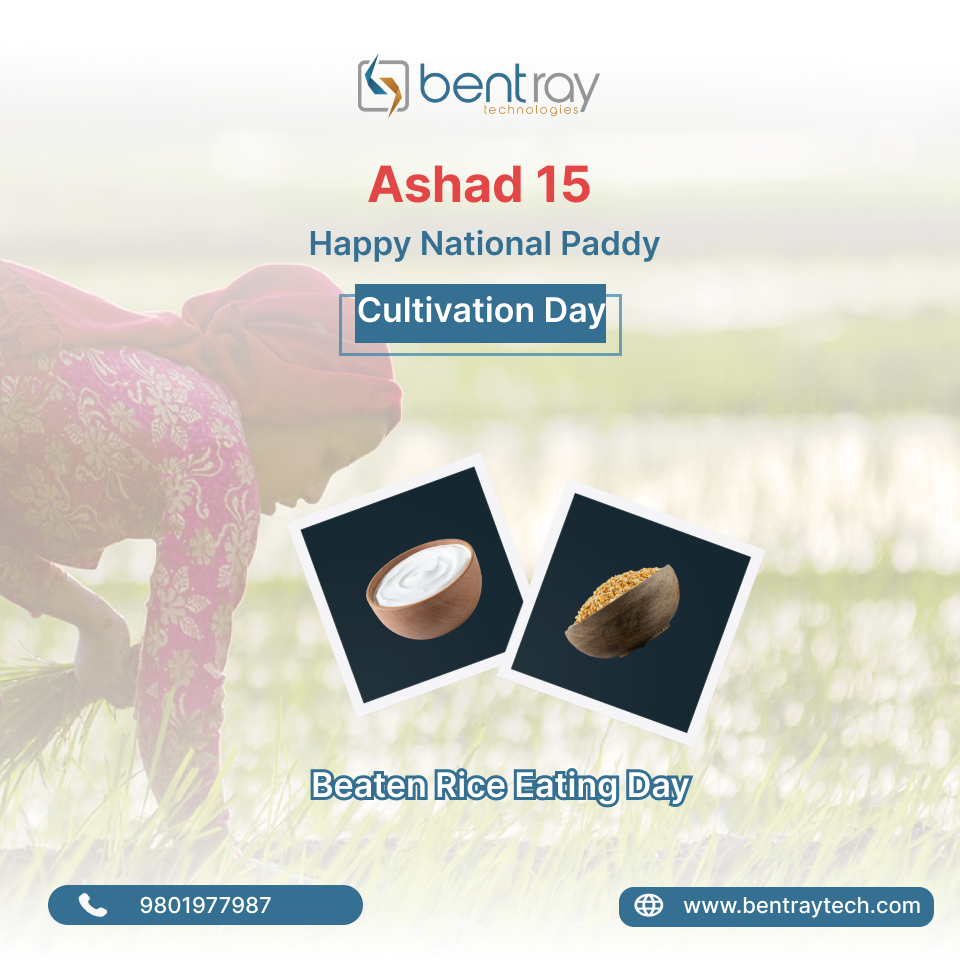 bentray
technologies
Ashad 15
Happy National Paddy
Cultivation Day
Beaten Rice Eating Day
9801977987
www.bentraytech.com